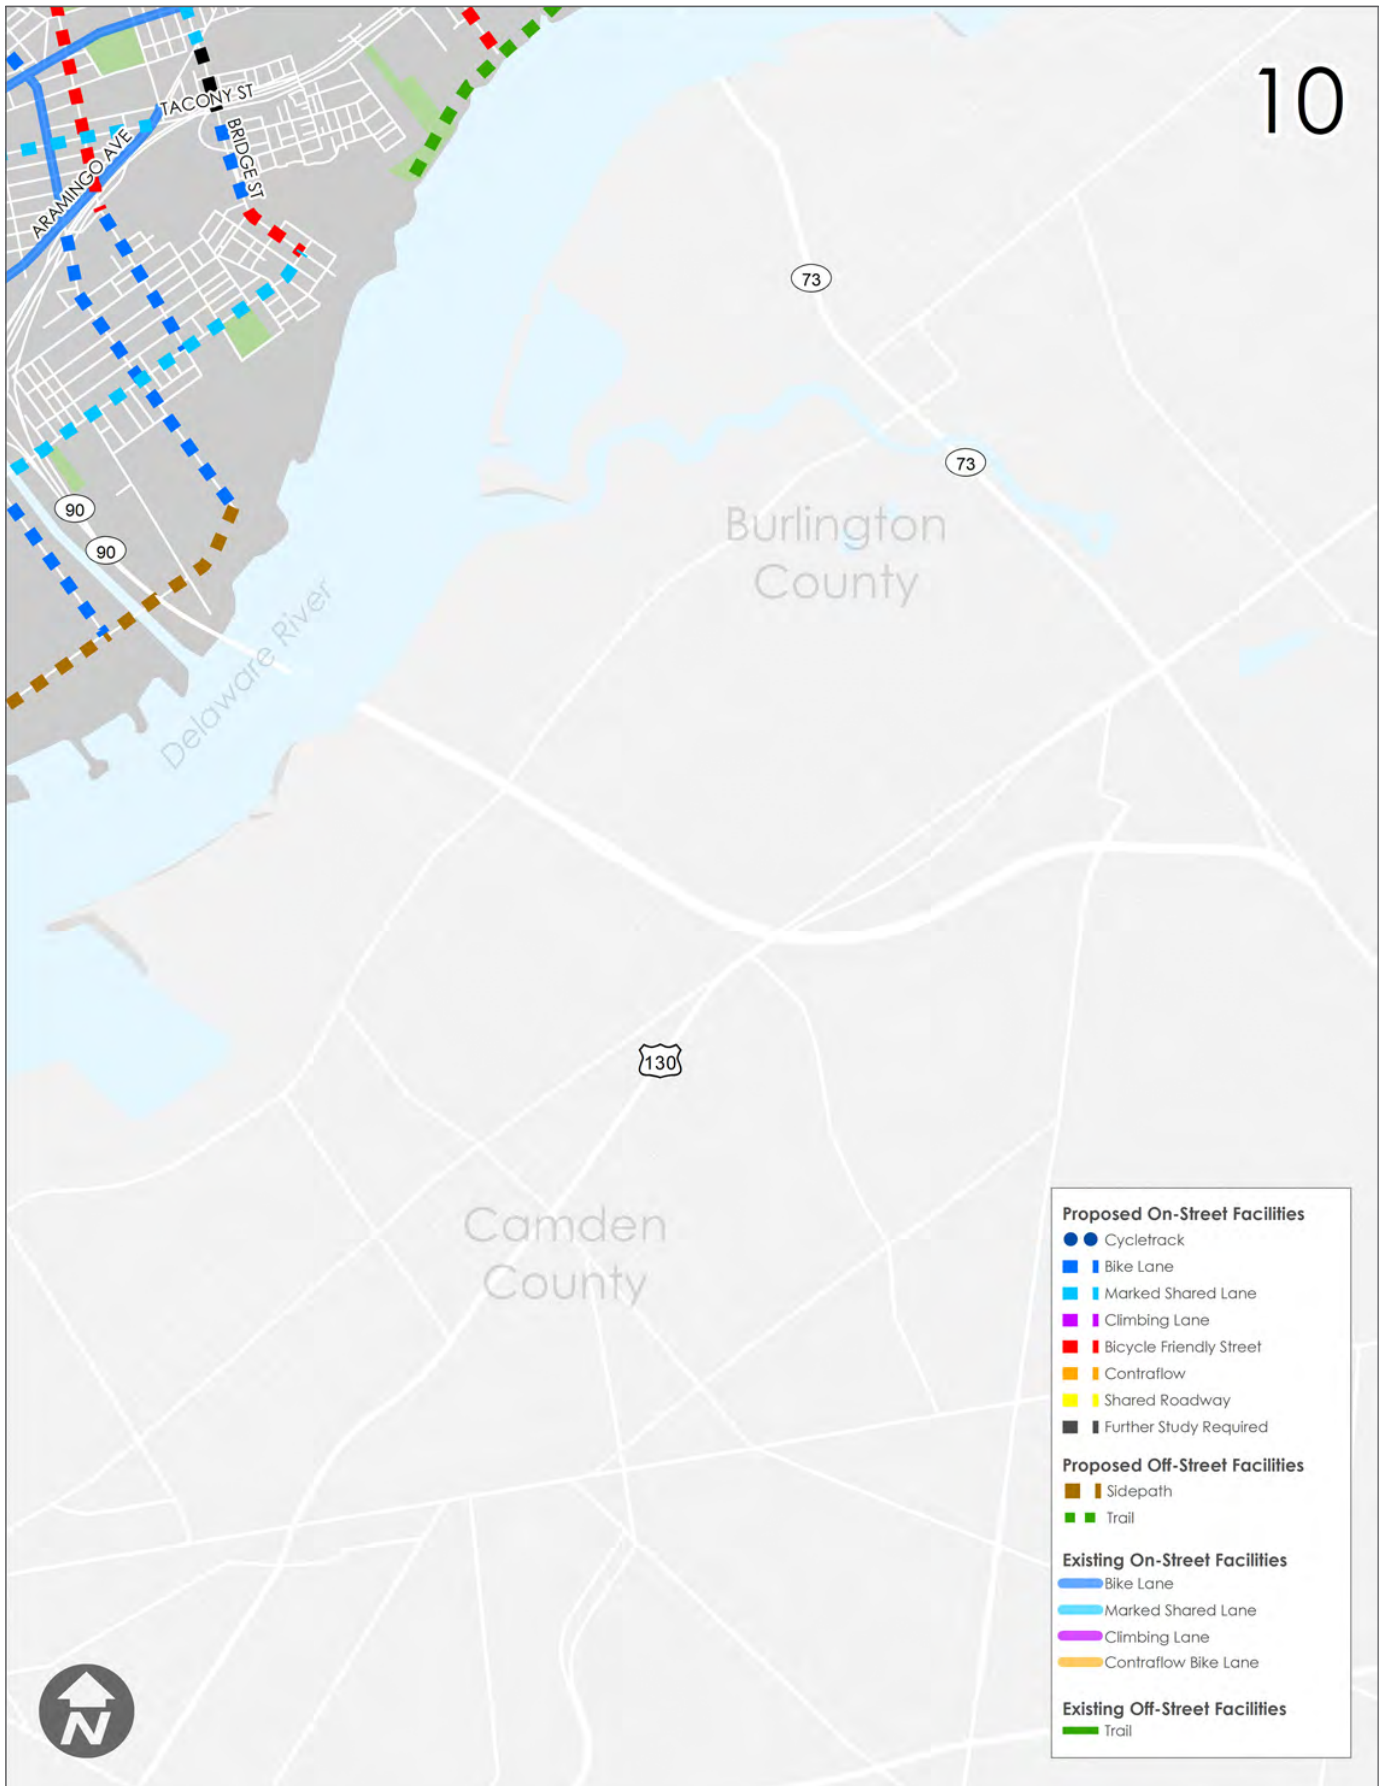 10
TACONY ST
ARAMINGO AVE
BRIDGE ST
73
73
90
90
Burlington
County
Delaware River
130
Camden
County
Proposed On-Street Facilities
Cycletrack
Bike Lane
Marked Shared Lane
Climbing Lane
Bicycle Friendly Street
Contraflow
Shared Roadway
Further Study Required
Proposed Off-Street Facilities
Sidepath
Trail
Existing On-Street Facilities
Bike Lane
Marked Shared Lane
Climbing Lane
Contraflow Bike Lane
Existing Off-Street Facilities
Trail
N